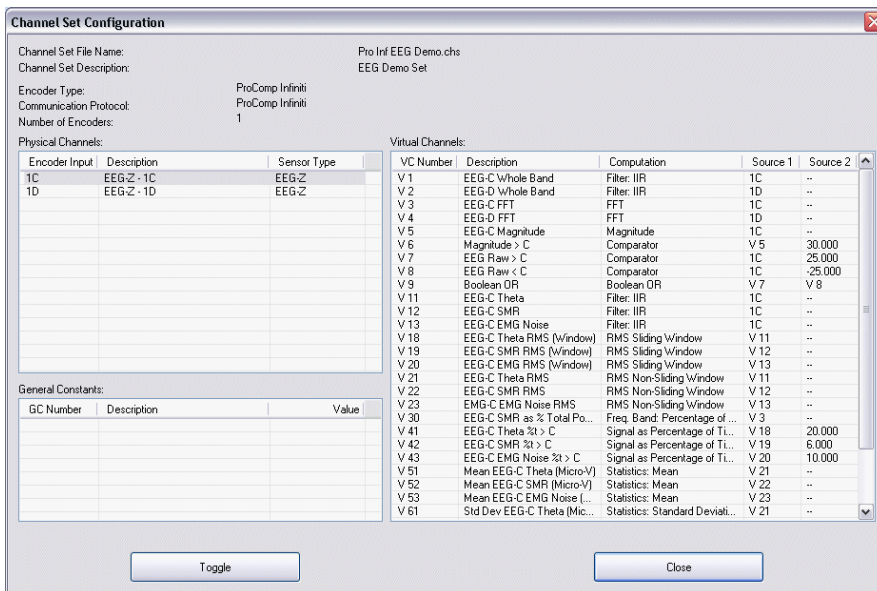 Channel Set Configuration
Channel Set File Name: Pro Inf EEG Demo.chs
Channel Set Description: EEG Demo Set
Encoder Type: ProComp Infiniti
Communication Protocol: ProComp Infiniti
Number of Encoders: 1
Physical Channels:
Encoder Input Description Sensor Type
1C EEG-Z - 1C EEG-Z
1D EEG-Z - 1D EEG-Z
General Constants:
GC Number Description Value
Virtual Channels:
VC Number Description Computation Source 1 Source 2
V 1 EEG-C Whole Band Filter: IIR 1C --
V 2 EEG-D Whole Band Filter: IIR 1D --
V 3 EEG-C FFT FFT 1C --
V 4 EEG-D FFT FFT 1D --
V 5 EEG-C Magnitude Magnitude 1C --
V 6 Magnitude > C Comparator V 5 30.000
V 7 EEG Raw > C Comparator 1C 25.000
V 8 EEG Raw < C Comparator 1C -25.000
V 9 Boolean OR Boolean OR V 7 V 8
V 11 EEG-C Theta Filter: IIR 1C --
V 12 EEG-C SMR Filter: IIR 1C --
V 13 EEG-C EMG Noise Filter: IIR 1C --
V 18 EEG-C Theta RMS (Window) RMS Sliding Window V 11 --
V 19 EEG-C SMR RMS (Window) RMS Sliding Window V 12 --
V 20 EEG-C EMG RMS (Window) RMS Sliding Window V 13 --
V 21 EEG-C Theta RMS RMS Non-Sliding Window V 11 --
V 22 EEG-C SMR RMS RMS Non-Sliding Window V 12 --
V 23 EMG-C EMG Noise RMS RMS Non-Sliding Window V 13 --
V 30 EEG-C SMR as % Total Po... Freq. Band: Percentage of ... V 3 --
V 41 EEG-C Theta %t > C Signal as Percentage of Ti... V 18 20.000
V 42 EEG-C SMR %t > C Signal as Percentage of Ti... V 19 6.000
V 43 EEG-C EMG Noise %t > C Signal as Percentage of Ti... V 20 10.000
V 51 Mean EEG-C Theta (Micro-V) Statistics: Mean V 21 --
V 52 Mean EEG-C SMR (Micro-V) Statistics: Mean V 22 --
V 53 Mean EEG-C EMG Noise (... Statistics: Mean V 23 --
V 61 Std Dev EEG-C Theta (Mic... Statistics: Standard Deviati... V 21 --
Toggle
Close